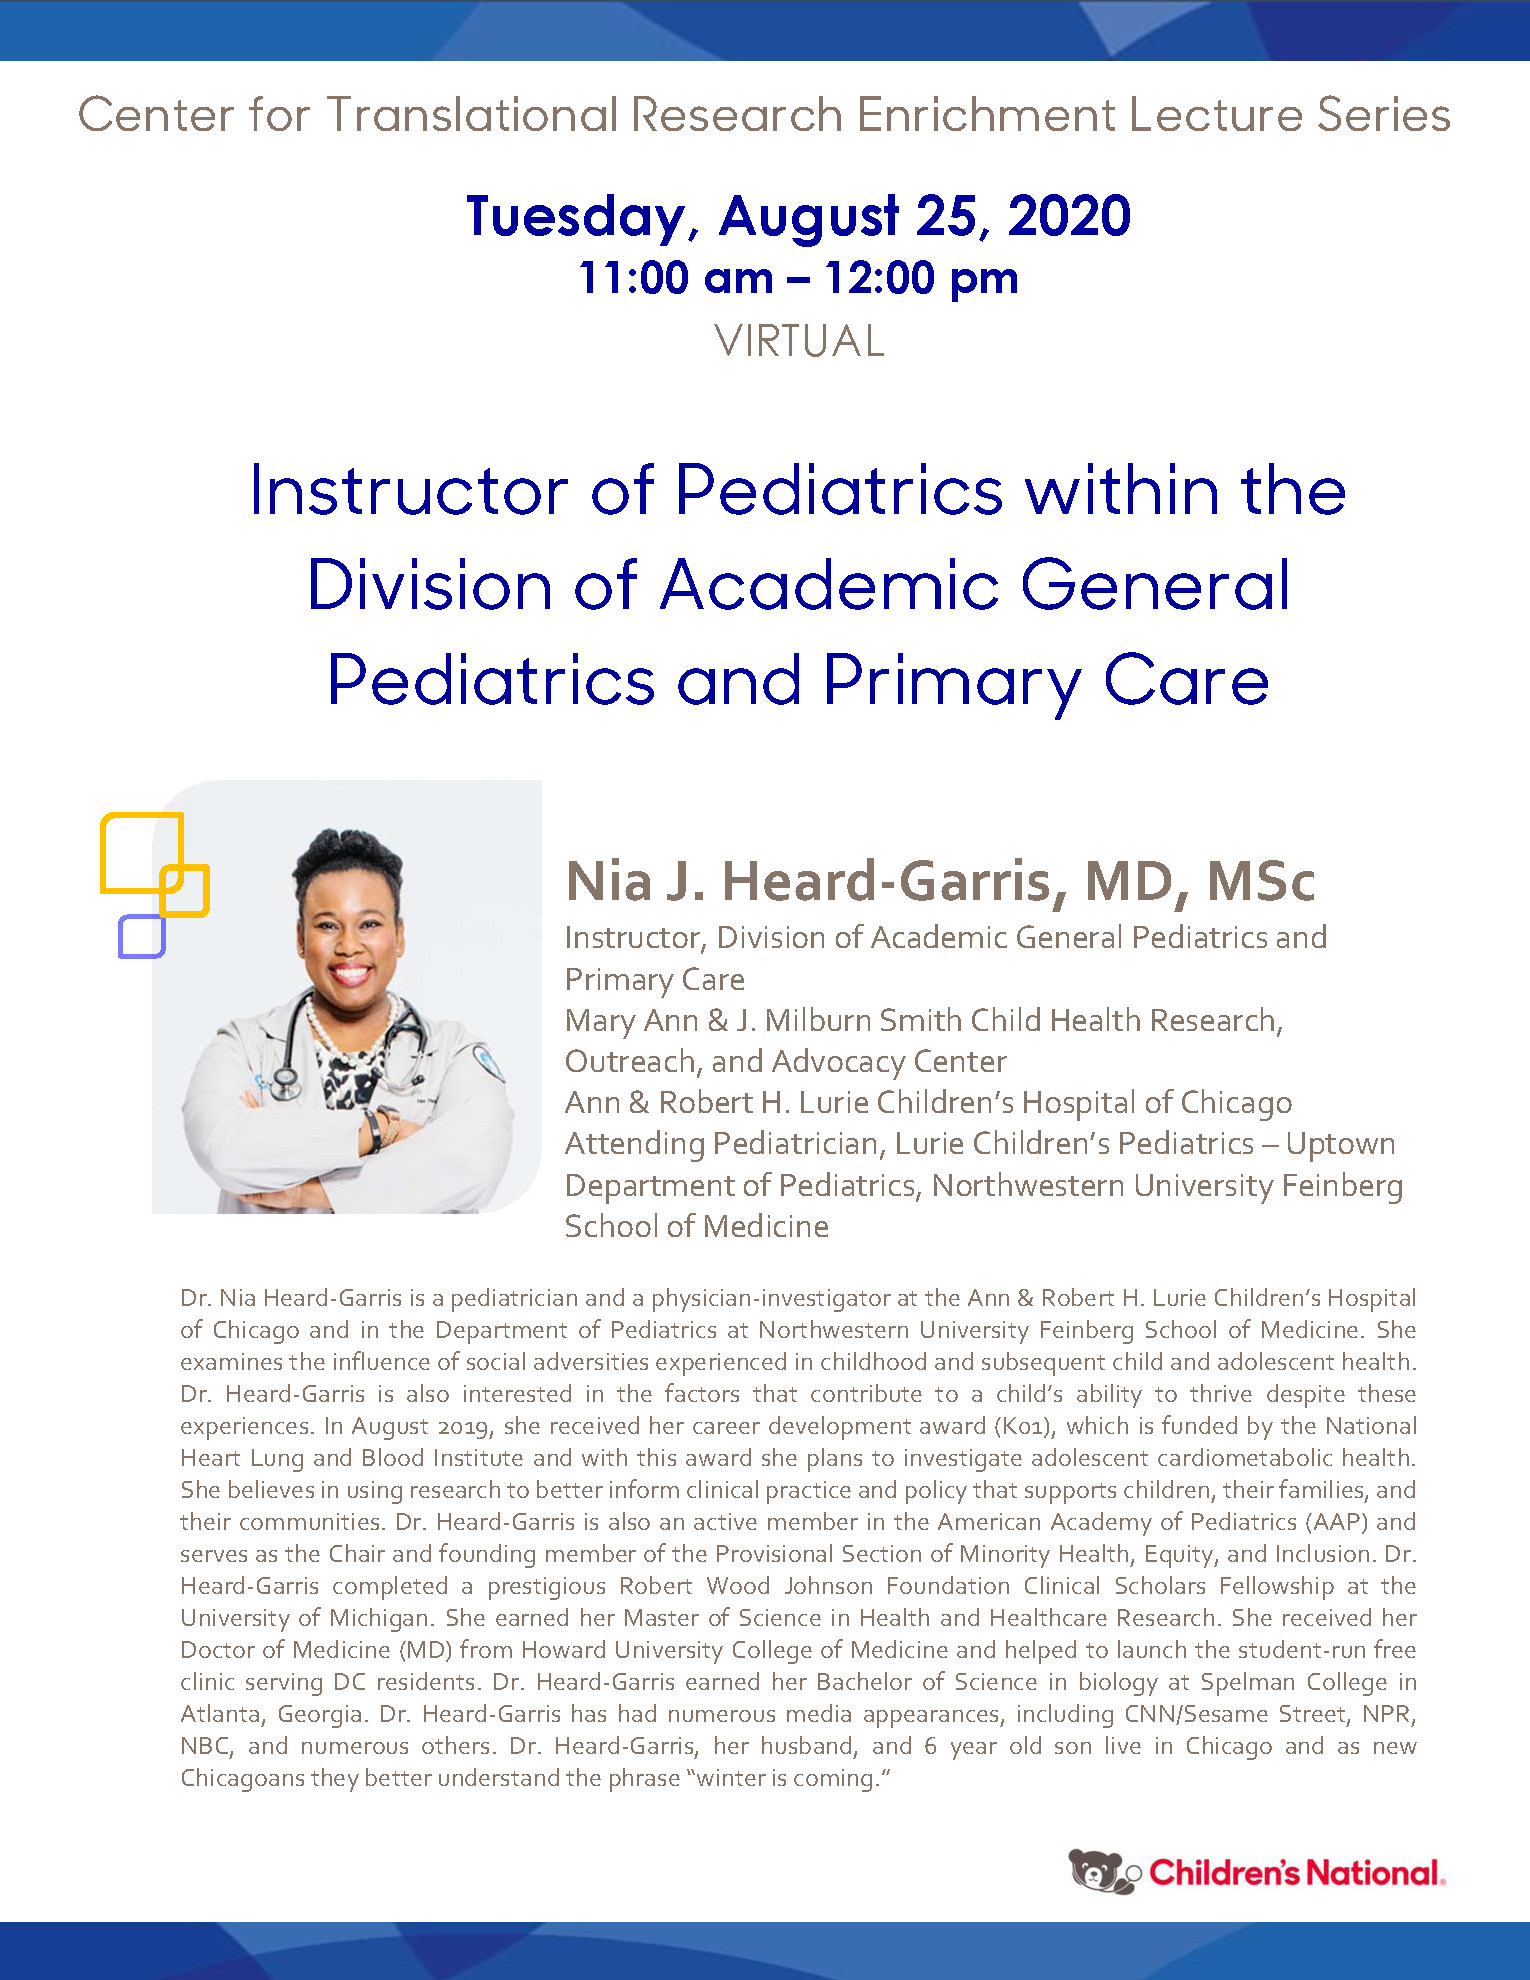 Center for Translational Research Enrichment Lecture Series
Tuesday, August 25, 2020
11:00 am – 12:00 pm
VIRTUAL
Instructor of Pediatrics within the
Division of Academic General
Pediatrics and Primary Care
Nia J. Heard-Garris, MD, MSc
Instructor, Division of Academic General Pediatrics and
Primary Care
Mary Ann & J. Milburn Smith Child Health Research,
Outreach, and Advocacy Center
Ann & Robert H. Lurie Children’s Hospital of Chicago
Attending Pediatrician, Lurie Children’s Pediatrics – Uptown
Department of Pediatrics, Northwestern University Feinberg
School of Medicine
Dr. Nia Heard-Garris is a pediatrician and a physician-investigator at the Ann & Robert H. Lurie Children’s Hospital
of Chicago and in the Department of Pediatrics at Northwestern University Feinberg School of Medicine. She
examines the influence of social adversities experienced in childhood and subsequent child and adolescent health.
Dr. Heard-Garris is also interested in the factors that contribute to a child’s ability to thrive despite these
experiences. In August 2019, she received her career development award (K01), which is funded by the National
Heart Lung and Blood Institute and with this award she plans to investigate adolescent cardiometabolic health.
She believes in using research to better inform clinical practice and policy that supports children, their families, and
their communities. Dr. Heard-Garris is also an active member in the American Academy of Pediatrics (AAP) and
serves as the Chair and founding member of the Provisional Section of Minority Health, Equity, and Inclusion. Dr.
Heard-Garris completed a prestigious Robert Wood Johnson Foundation Clinical Scholars Fellowship at the
University of Michigan. She earned her Master of Science in Health and Healthcare Research. She received her
Doctor of Medicine (MD) from Howard University College of Medicine and helped to launch the student-run free
clinic serving DC residents. Dr. Heard-Garris earned her Bachelor of Science in biology at Spelman College in
Atlanta, Georgia. Dr. Heard-Garris has had numerous media appearances, including CNN/Sesame Street, NPR,
NBC, and numerous others. Dr. Heard-Garris, her husband, and 6 year old son live in Chicago and as new
Chicagoans they better understand the phrase “winter is coming.”
Children's National®